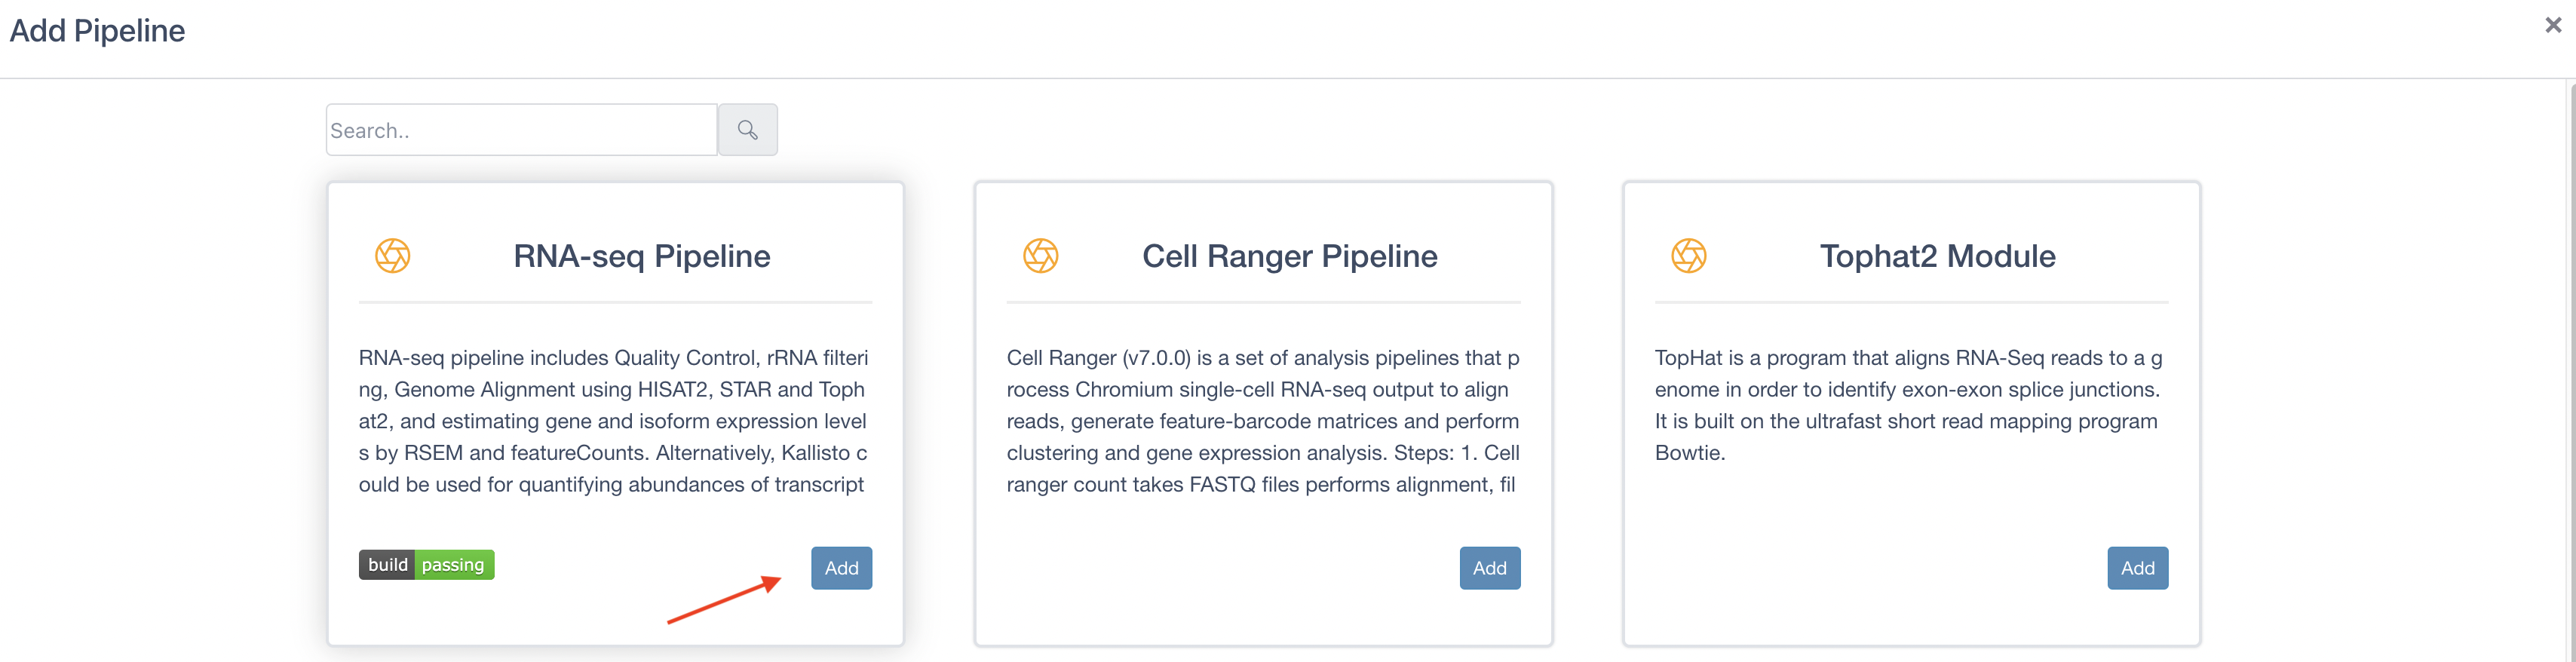 Add Pipeline
×
Search..
RNA-seq Pipeline
RNA-seq pipeline includes Quality Control, rRNA filteri
ng, Genome Alignment using HISAT2, STAR and Toph
at2, and estimating gene and isoform expression level
s by RSEM and featureCounts. Alternatively, Kallisto c
ould be used for quantifying abundances of transcript
build passing
Add
Cell Ranger Pipeline
Cell Ranger (v7.0.0) is a set of analysis pipelines that p
rocess Chromium single-cell RNA-seq output to align
reads, generate feature-barcode matrices and perform
clustering and gene expression analysis. Steps: 1. Cell
ranger count takes FASTQ files performs alignment, fil
Add
Tophat2 Module
TopHat is a program that aligns RNA-Seq reads to a g
enome in order to identify exon-exon splice junctions.
It is built on the ultrafast short read mapping program
Bowtie.
Add